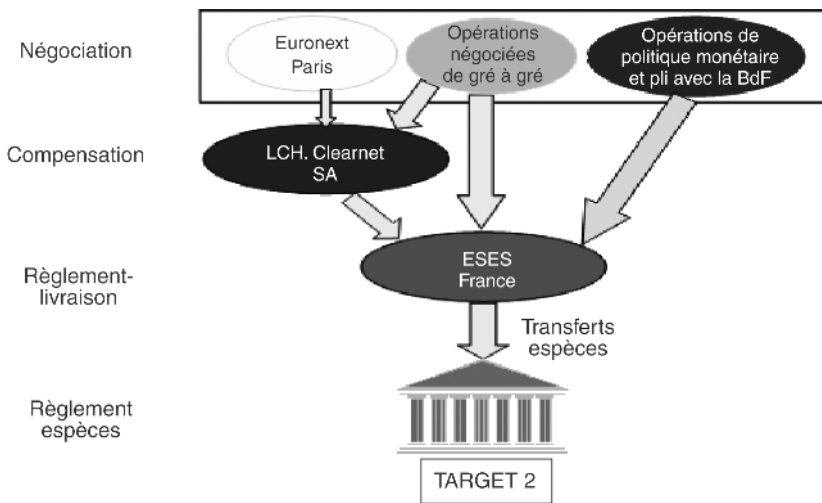 Négociation
Euronext
Paris
Opérations
négociées
de gré à gré
Opérations de
politique monétaire
et pli avec la BdF
Compensation
LCH. Clearnet
SA
Règlement-
livraison
ESES
France
Transferts
espèces
Règlement
espèces
TARGET 2